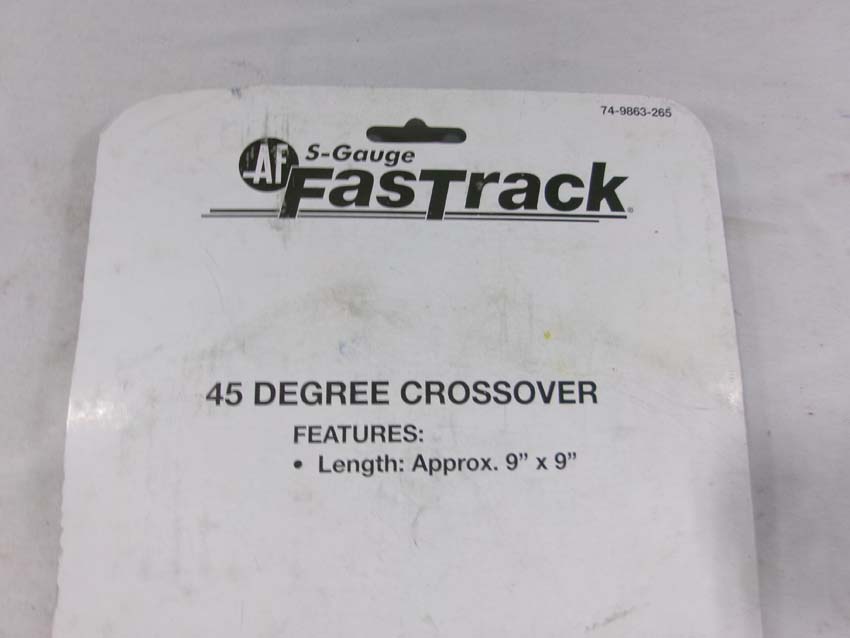 74-9863-265
AF S-Gauge
FasTrack®
45 DEGREE CROSSOVER
FEATURES:
• Length: Approx. 9” x 9”